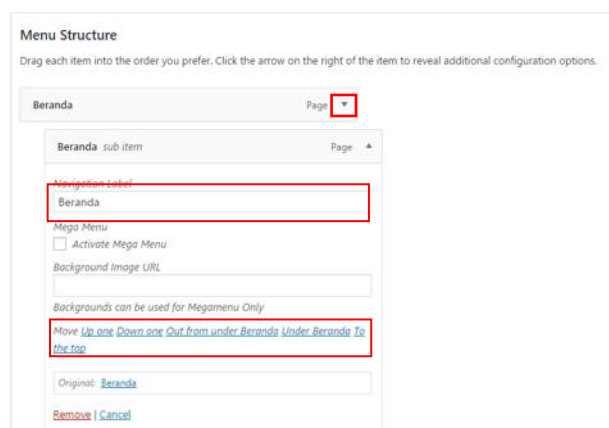 Menu Structure
Drag each item into the order you prefer. Click the arrow on the right of the item to reveal additional configuration options.
Beranda Page
Beranda sub item Page
Navigation Label
Beranda
Mega Menu
Activate Mega Menu
Background Image URL
Backgrounds can be used for Megamenu Only
Move Up one Down one Out from under Beranda Under Beranda To
the top
Original: Beranda
Remove | Cancel